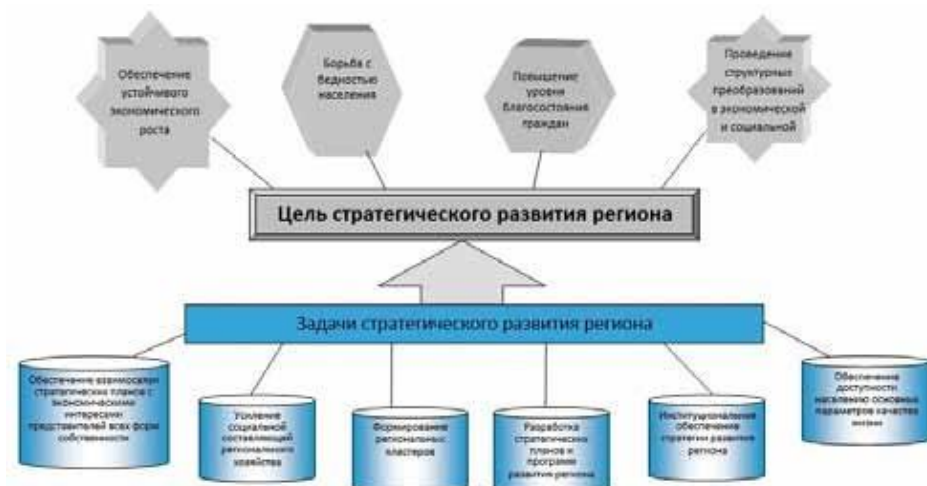 Обеспечение
устойчивого
экономического
роста
Борьба с
бедностью
населения
Повышение
уровня
благосостояния
граждан
Проведение
структурных
преобразований
в экономической
и социальной
Цель стратегического развития региона
Задачи стратегического развития региона
Обеспечение взаимосвязи
стратегических планов с
экономическими
интересами
представителей всех форм
собственности
Усиление
социальной
составляющей
регионального
хозяйства
Формирование
региональных
кластеров
Разработка
стратегических
планов и
программ
развития региона
Институциональное
обеспечение
стратегии развития
региона
Обеспечение
доступности
населению основных
параметров качества
жизни